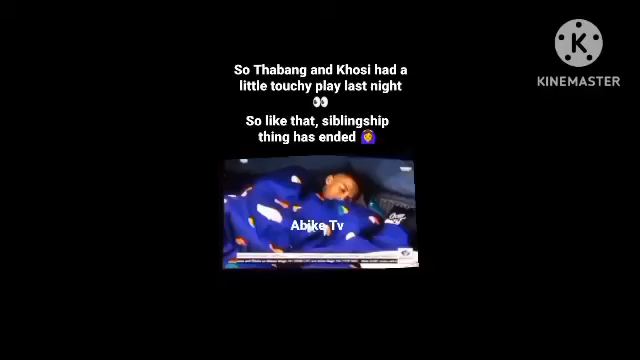 So Thabang and Khosi had a
little touchy play last night
👀
So like that, siblingship
thing has ended 🤷‍♀️
KINEMASTER
Abike Tv